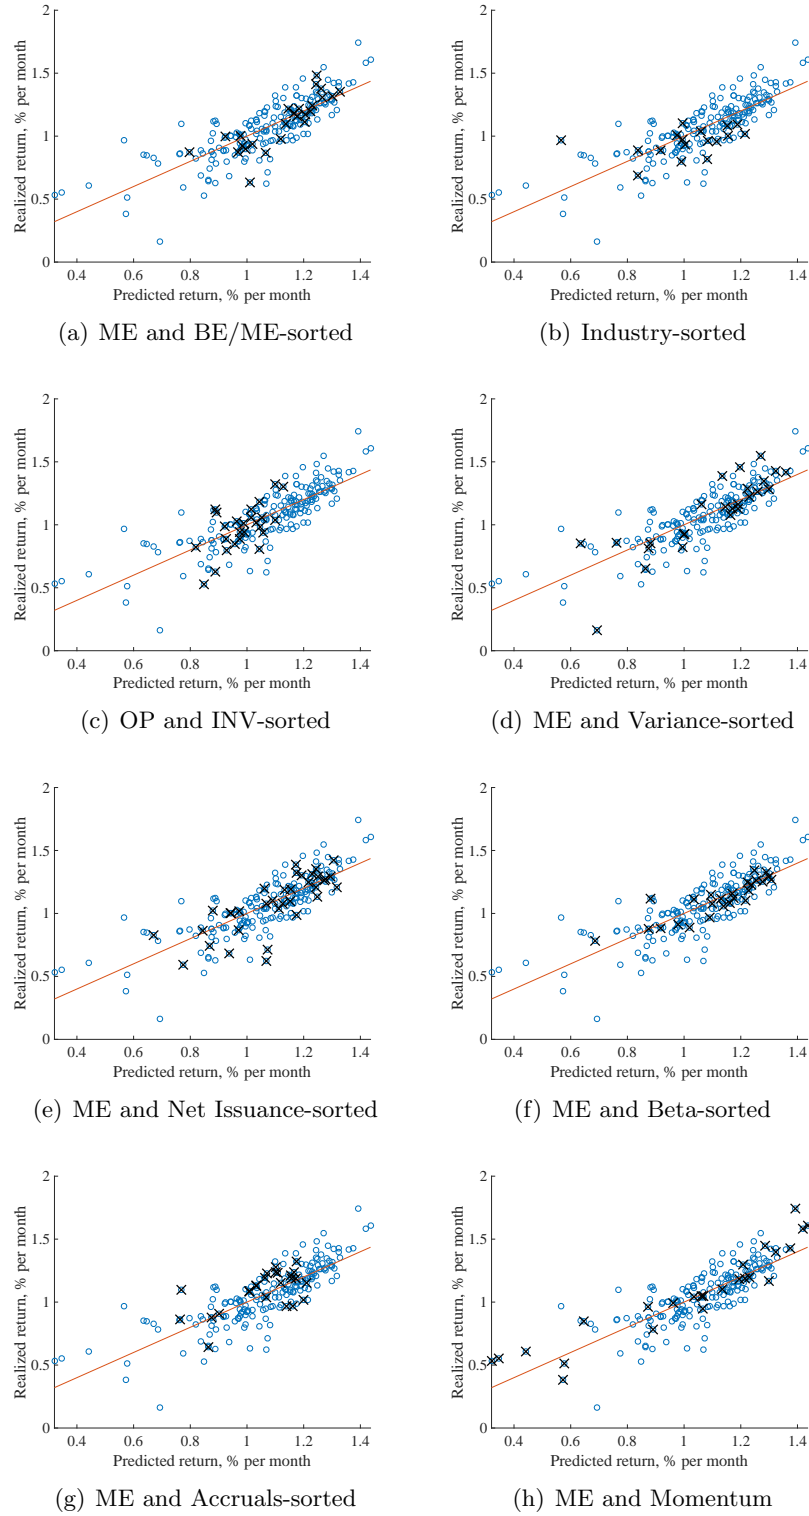 2
2
1.5
1.5
1
1
0.5
0.5
0
0
0.4 0.6 0.8 1 1.2 1.4
0.4 0.6 0.8 1 1.2 1.4
Realized return, % per month
Realized return, % per month
Predicted return, % per month
Predicted return, % per month
(a) ME and BE/ME-sorted
(b) Industry-sorted
2
2
1.5
1.5
1
1
0.5
0.5
0
0
0.4 0.6 0.8 1 1.2 1.4
0.4 0.6 0.8 1 1.2 1.4
Realized return, % per month
Realized return, % per month
Predicted return, % per month
Predicted return, % per month
(c) OP and INV-sorted
(d) ME and Variance-sorted
2
2
1.5
1.5
1
1
0.5
0.5
0
0
0.4 0.6 0.8 1 1.2 1.4
0.4 0.6 0.8 1 1.2 1.4
Realized return, % per month
Realized return, % per month
Predicted return, % per month
Predicted return, % per month
(e) ME and Net Issuance-sorted
(f) ME and Beta-sorted
2
2
1.5
1.5
1
1
0.5
0.5
0
0
0.4 0.6 0.8 1 1.2 1.4
0.4 0.6 0.8 1 1.2 1.4
Realized return, % per month
Realized return, % per month
Predicted return, % per month
Predicted return, % per month
(g) ME and Accruals-sorted
(h) ME and Momentum